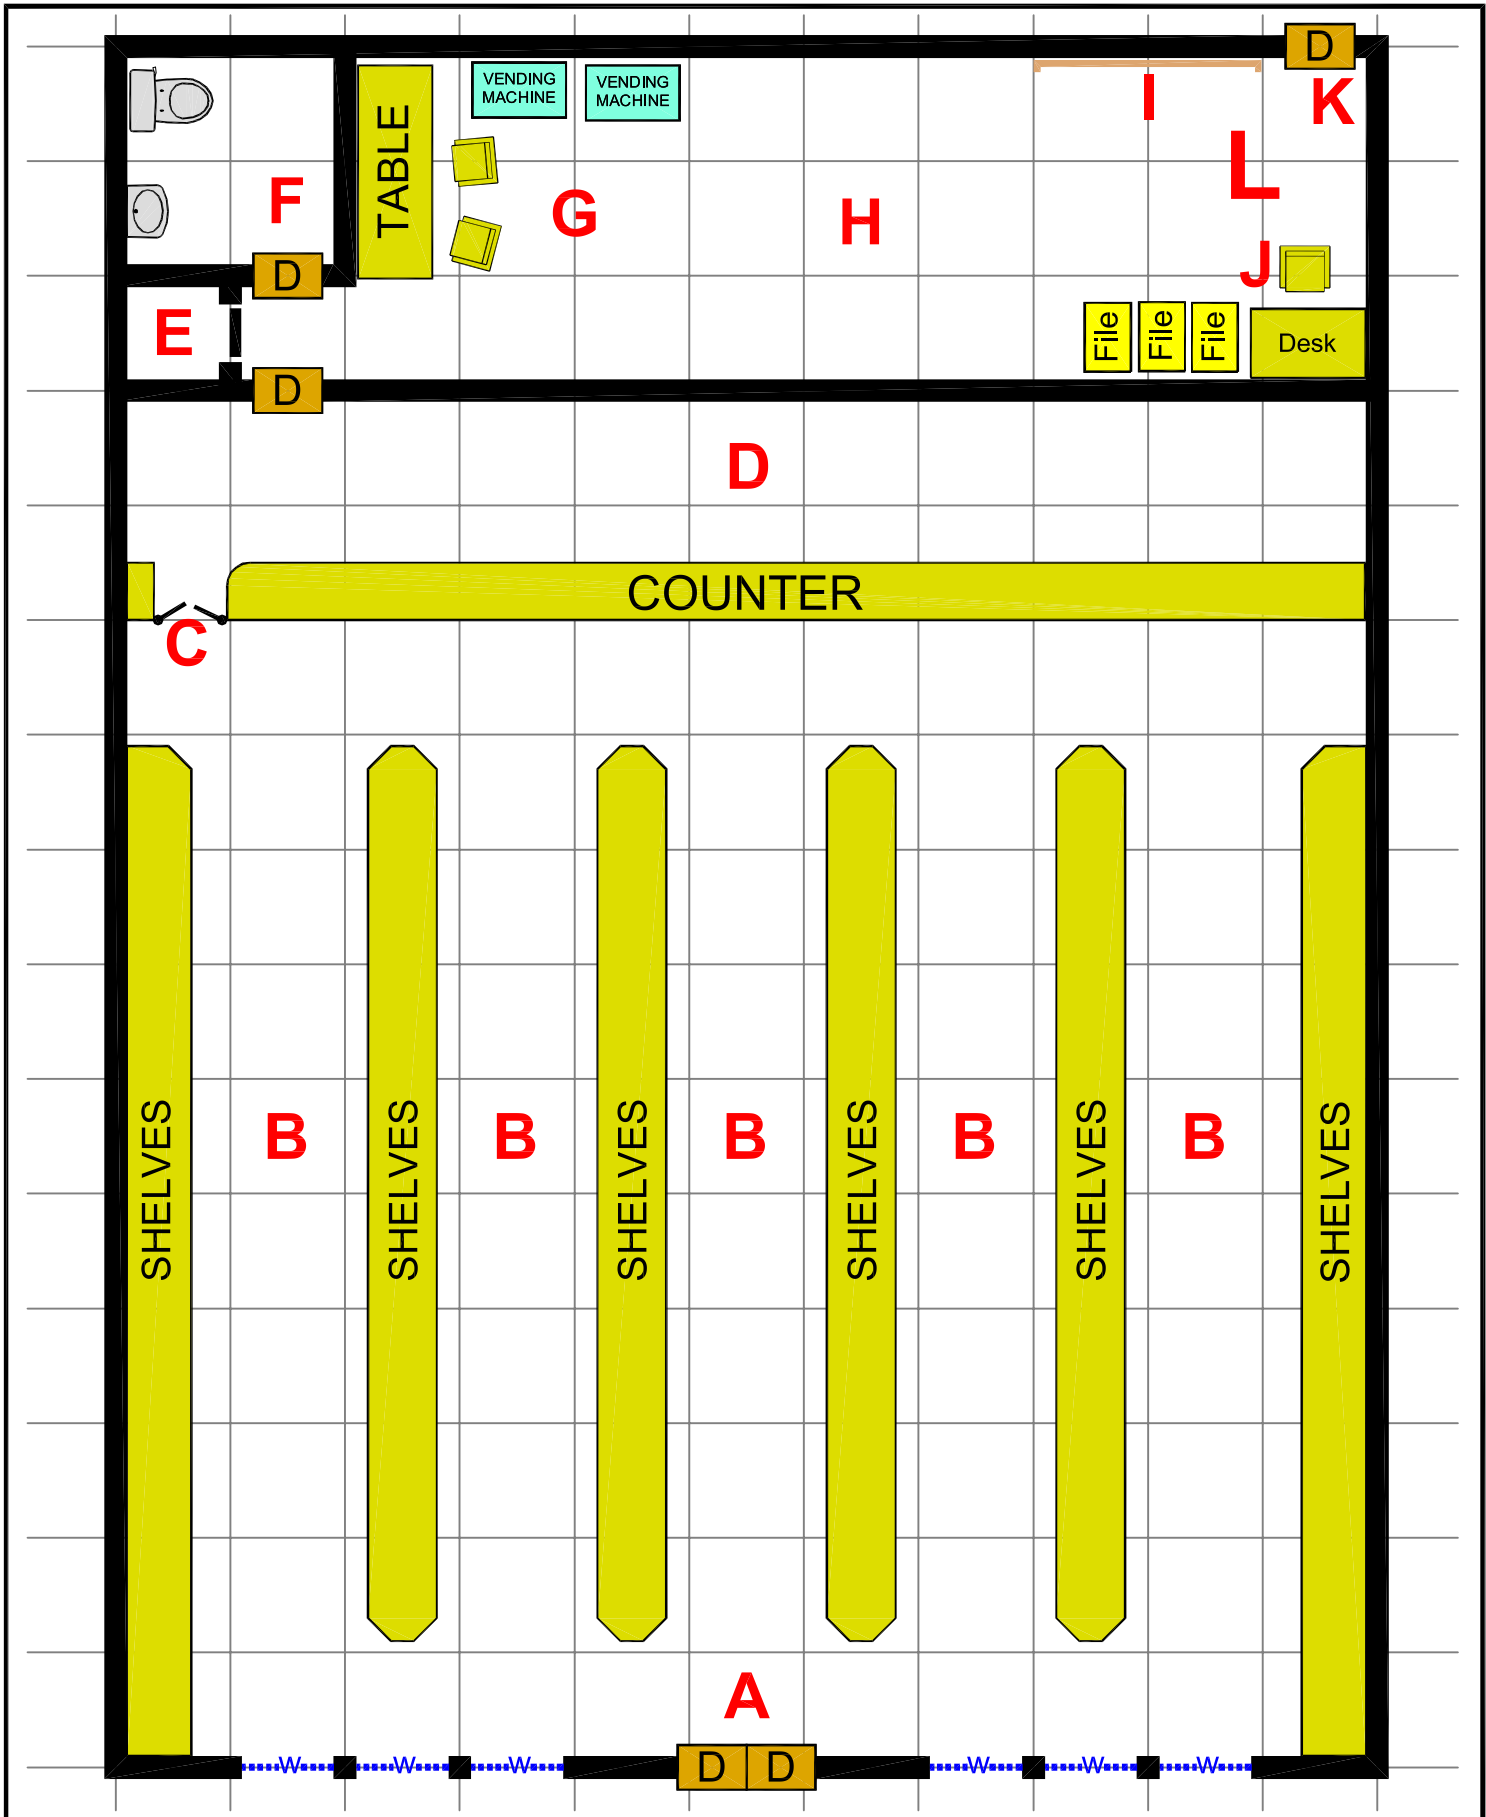 D
VENDING
MACHINE
VENDING
MACHINE
I
K
TABLE
L
F
G
H
J
D
E
File
File
File
Desk
D
D
COUNTER
C
SHELVES
B
SHELVES
B
SHELVES
B
SHELVES
B
SHELVES
B
SHELVES
A
W
W
W
D
D
W
W
W